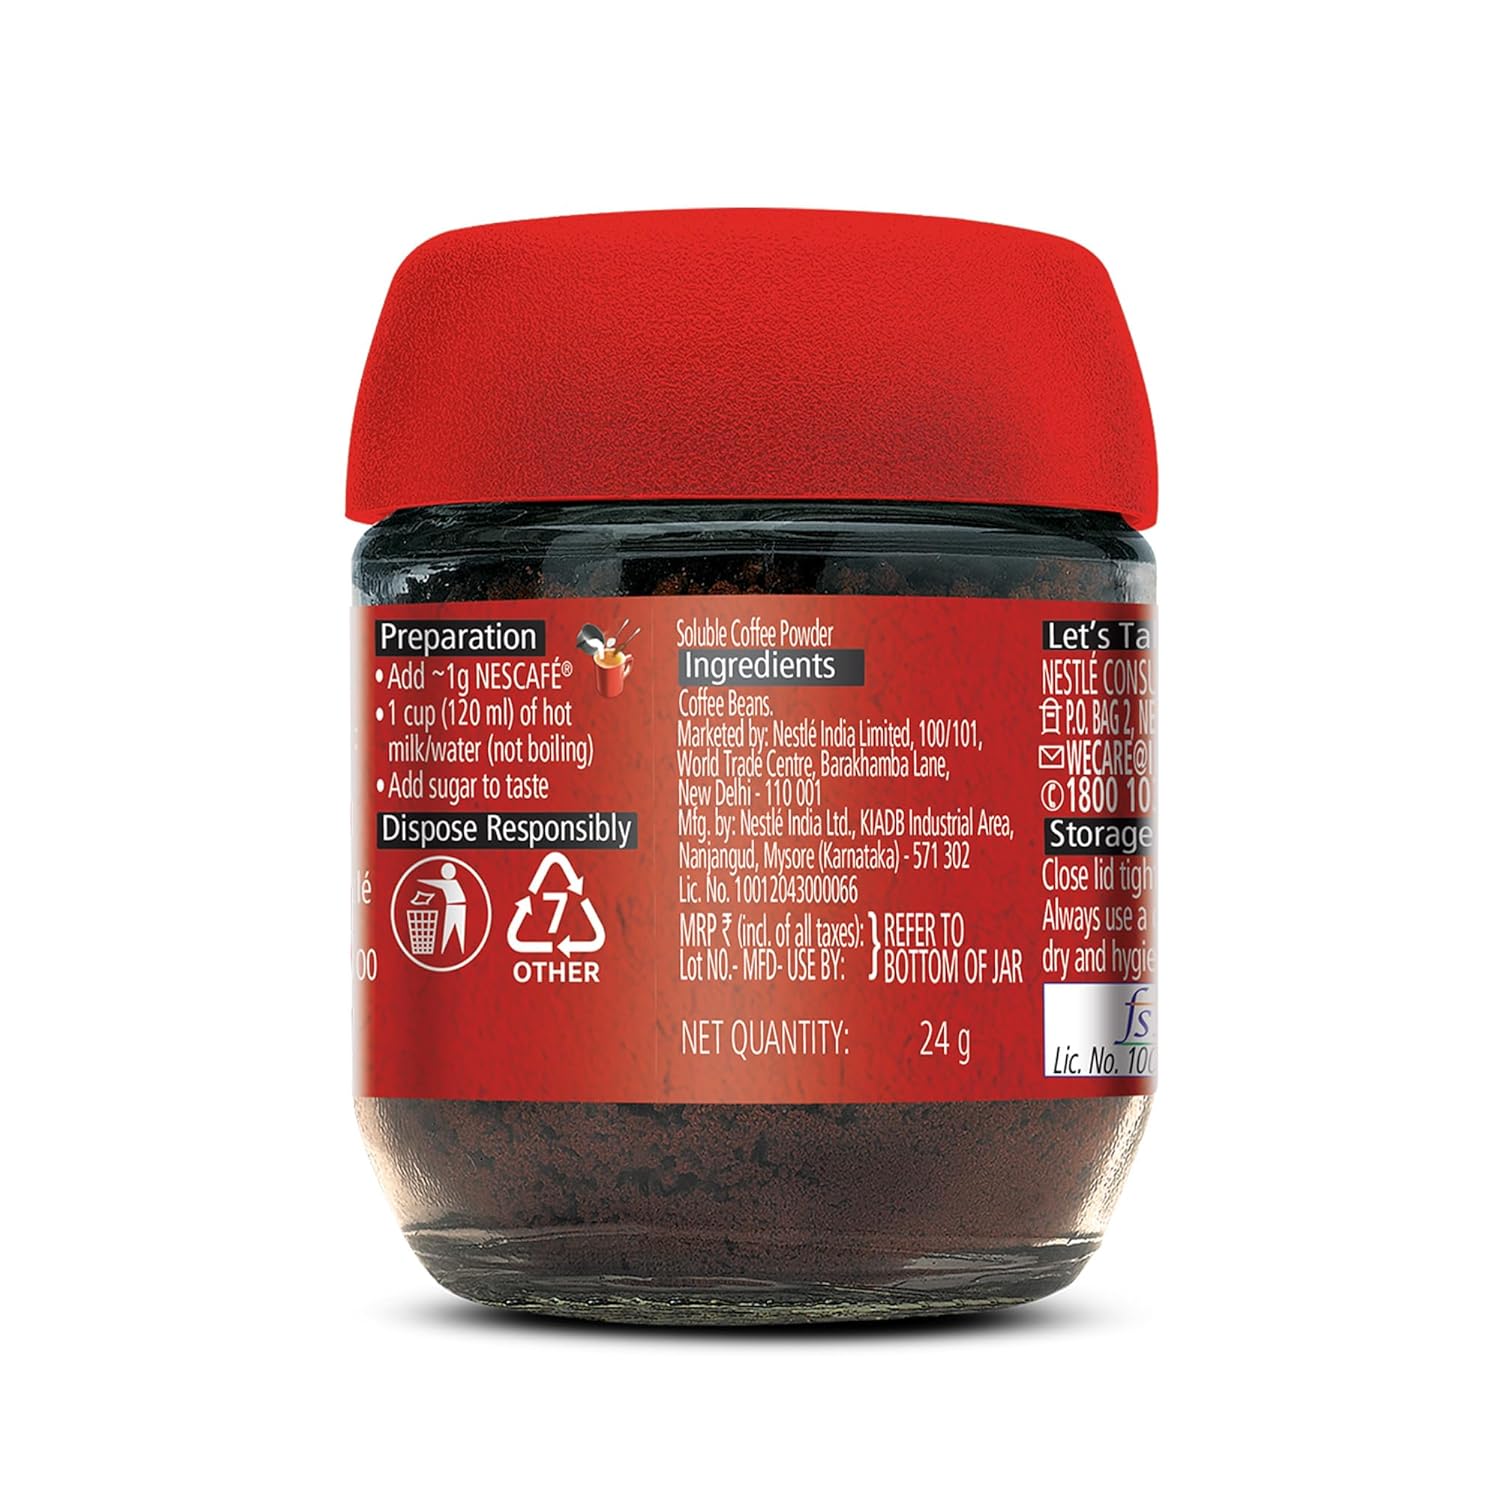 Preparation
• Add ~1g NESCAFÉ®
• 1 cup (120 ml) of hot
milk/water (not boiling)
• Add sugar to taste
Dispose Responsibly
7
OTHER
Soluble Coffee Powder
Ingredients
Coffee Beans.
Marketed by: Nestlé India Limited, 100/101,
World Trade Centre, Barakhamba Lane,
New Delhi - 110 001
Mfg. by: Nestlé India Ltd., KIADB Industrial Area,
Nanjangud, Mysore (Karnataka) - 571 302
Lic. No. 10012043000066
MRP ₹ (incl. of all taxes): } REFER TO
Lot NO.- MFD- USE BY: } BOTTOM OF JAR
NET QUANTITY: 24 g
Let's Ta
NESTLÉ CONSU
P.O. BAG 2, NE
WECARE@I
1800 10
Storage
Close lid tigh
Always use a
dry and hygie
fs
Lic. No. 100